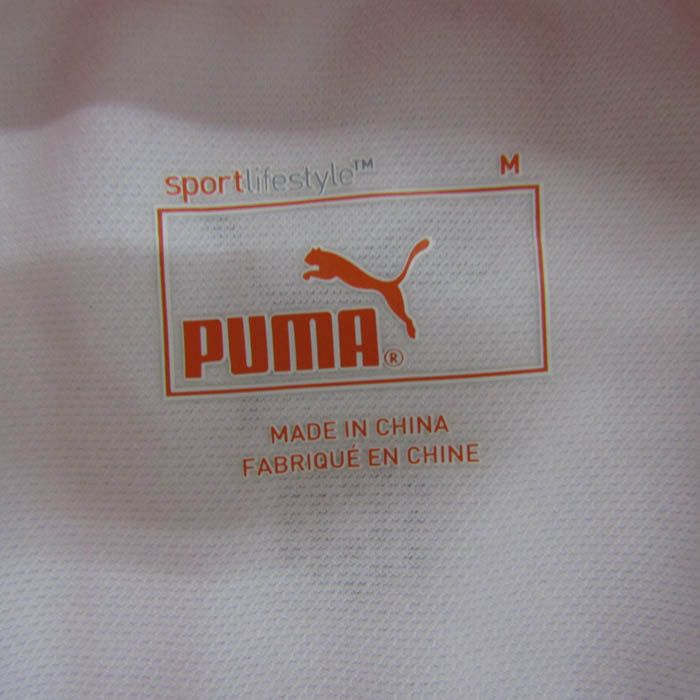 sportlifestyle™ M
PUMA®
MADE IN CHINA
FABRIQUÉ EN CHINE